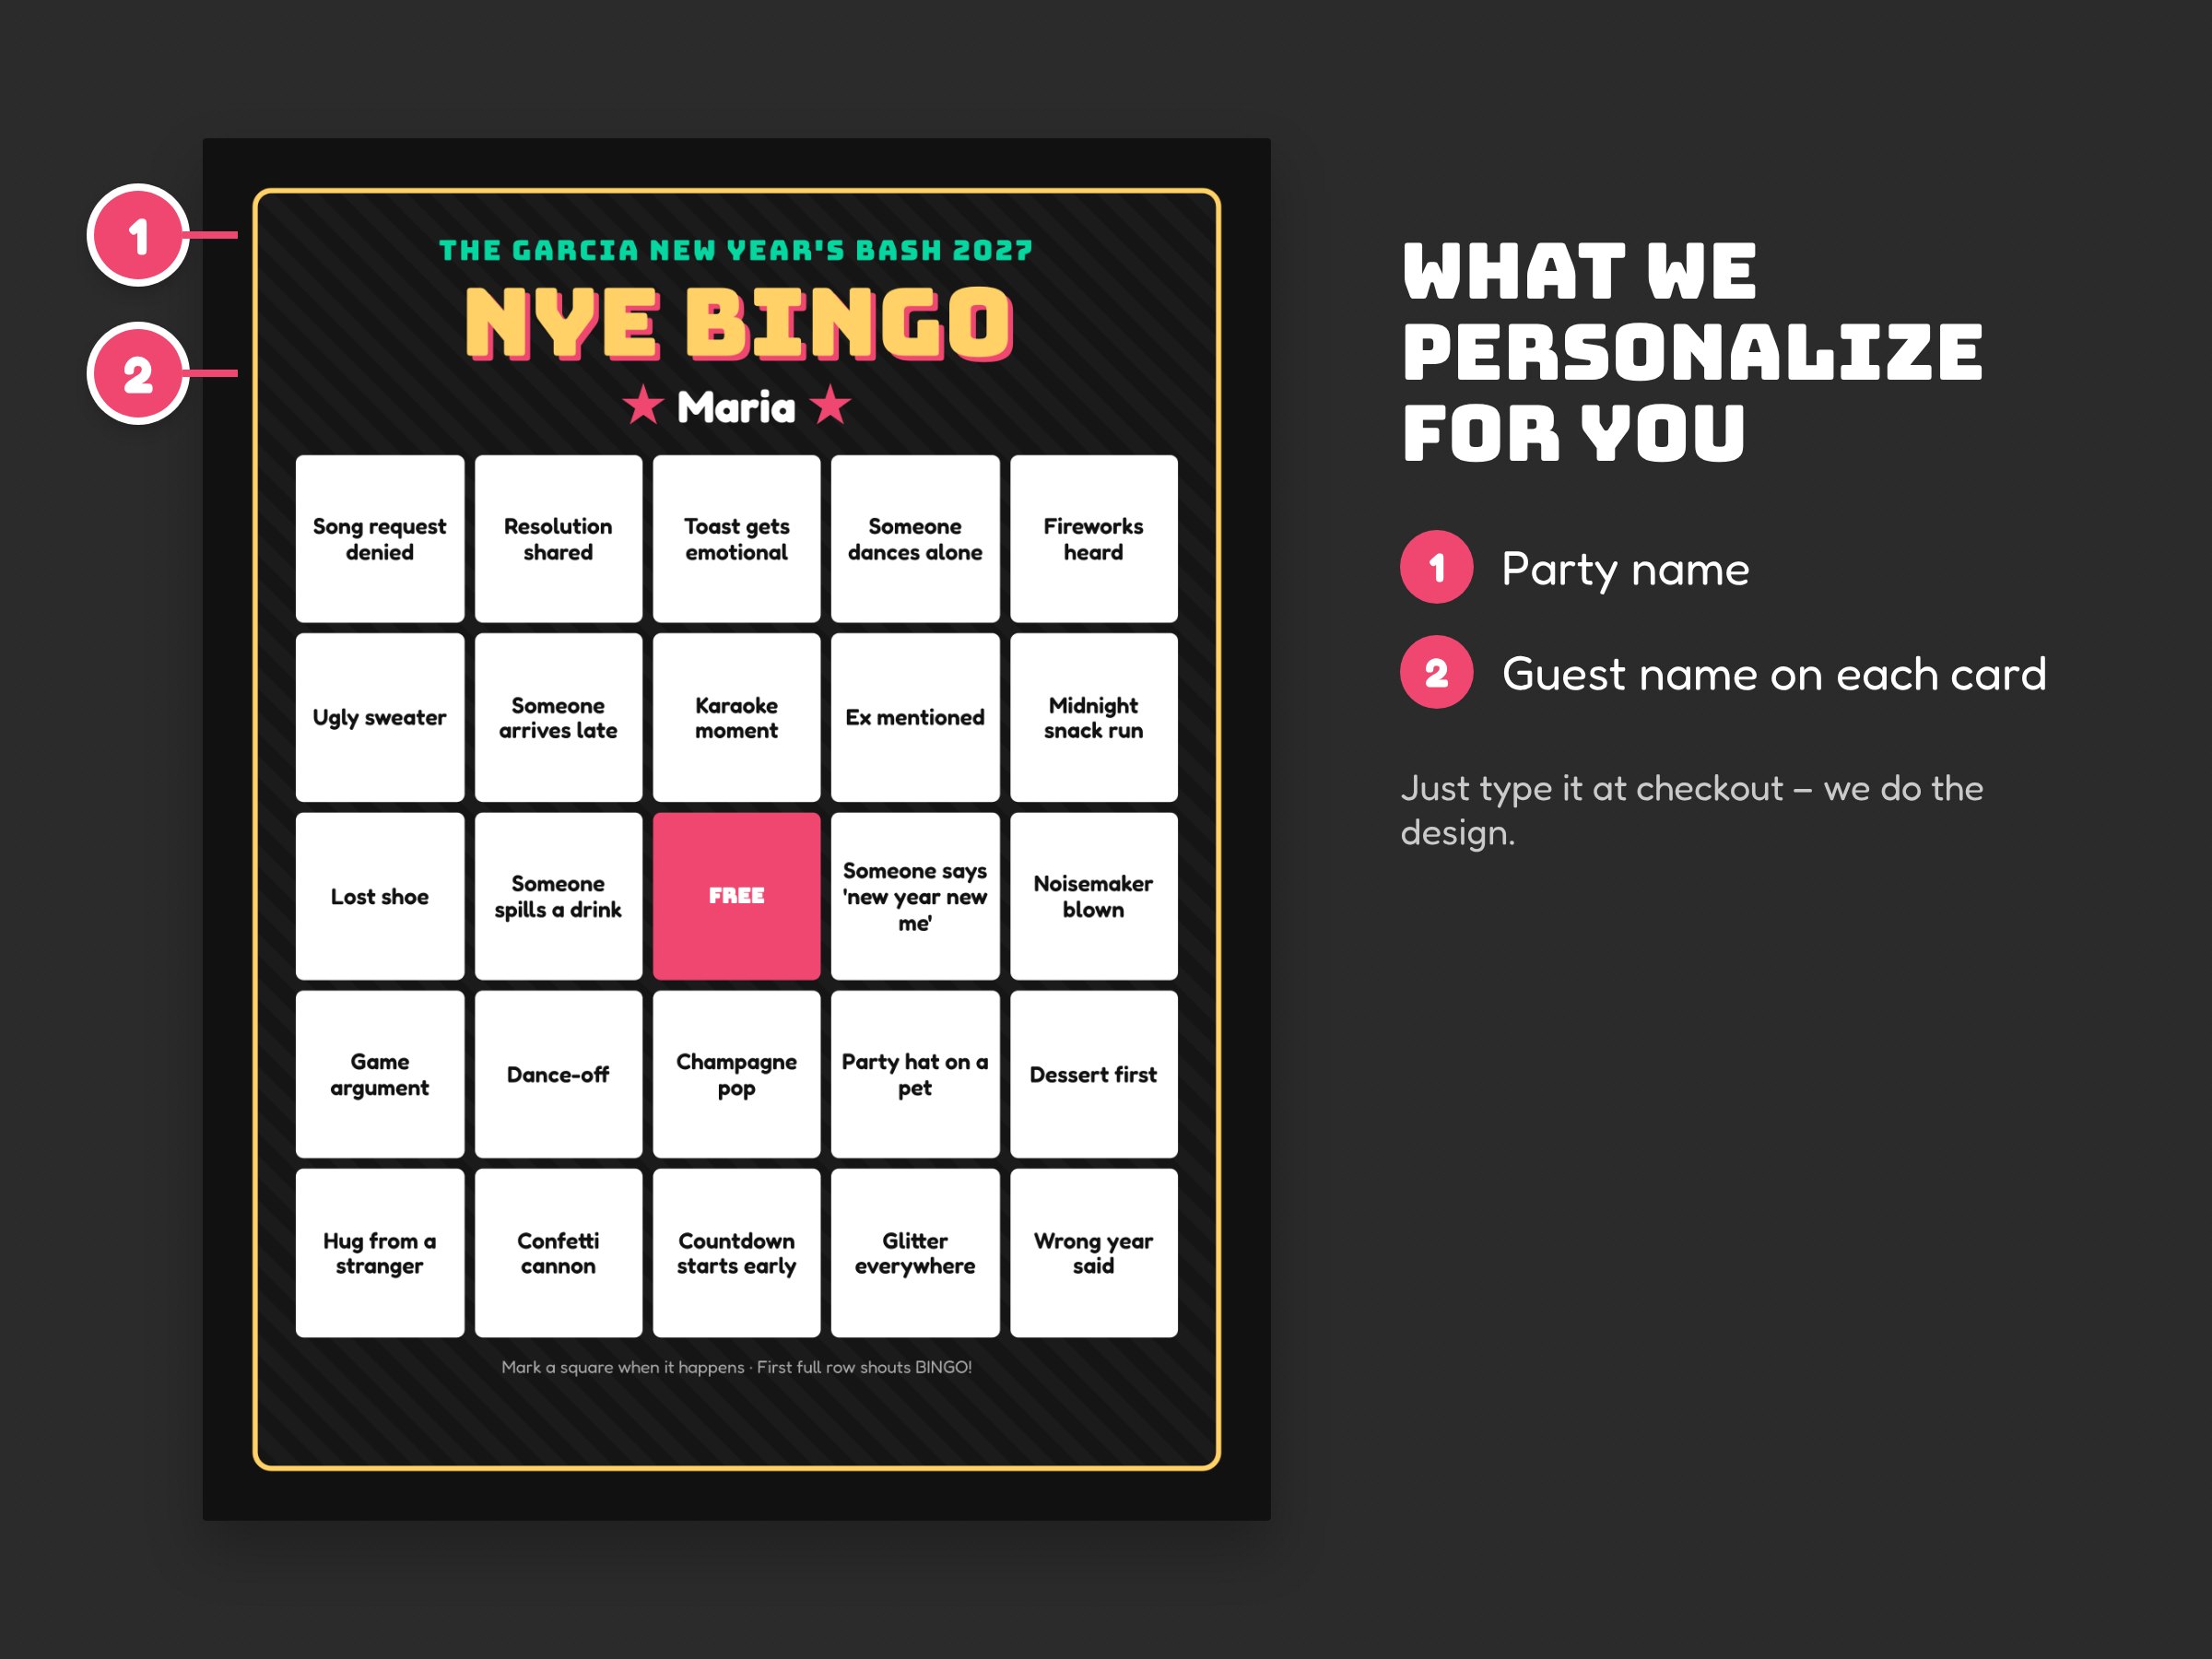 1
2
THE GARCIA NEW YEAR'S BASH 2027
NYE BINGO
Maria
Song request
denied
Resolution
shared
Toast gets
emotional
Someone
dances alone
Fireworks
heard
Ugly sweater
Someone
arrives late
Karaoke
moment
Ex mentioned
Midnight
snack run
Lost shoe
Someone
spills a drink
FREE
Someone says
'new year new
me'
Noisemaker
blown
Game
argument
Dance-off
Champagne
pop
Party hat on a
pet
Dessert first
Hug from a
stranger
Confetti
cannon
Countdown
starts early
Glitter
everywhere
Wrong year
said
Mark a square when it happens · First full row shouts BINGO!
WHAT WE
PERSONALIZE
FOR YOU
1 Party name
2 Guest name on each card
Just type it at checkout – we do the
design.